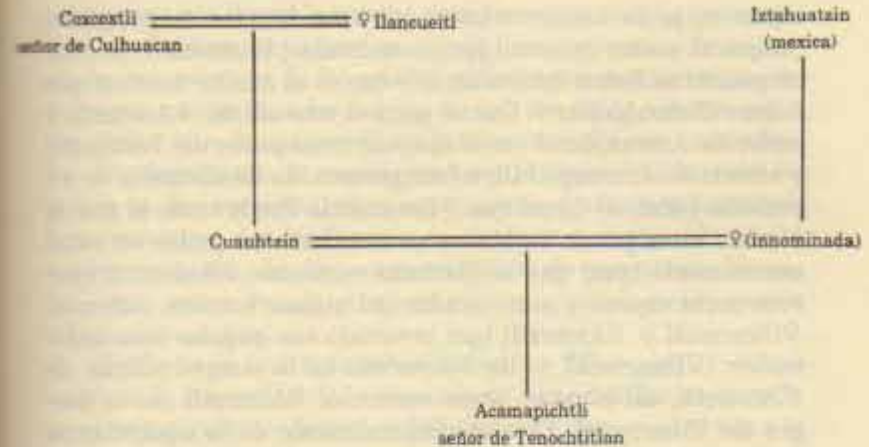 Coxcoxtli ♀ Ilancueitl Iztahuatzin
señor de Culhuacan (mexica)
Cuauhtzin ♀ (innominada)
Acamapichtli
señor de Tenochtitlan